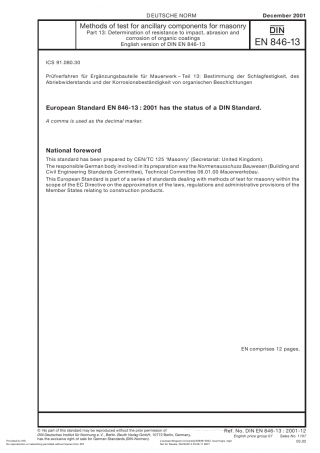 DEUTSCHE NORM
December 2001
Methods of test for ancillary components for masonry
Part 13: Determination of resistance to impact, abrasion and
corrosion of organic coatings
English version of DIN EN 846-13
DIN
EN 846-13
ICS 91.080.30
Prüfverfahren für Ergänzungsbauteile für Mauerwerk – Teil 13: Bestimmung der Schlagfestigkeit, des
Abriebwiderstands und der Korrosionsbeständigkeit von organischen Beschichtungen
European Standard EN 846-13 : 2001 has the status of a DIN Standard.
A comma is used as the decimal marker.
National foreword
This standard has been prepared by CEN/TC 125 'Masonry' (Secretariat: United Kingdom).
The responsible German body involved in its preparation was the Normenausschuss Bauwesen (Building and
Civil Engineering Standards Committee), Technical Committee 06.01.00 Mauerwerksbau.
This European Standard is part of a series of standards dealing with methods of test for masonry within the
scope of the EC Directive on the approximation of the laws, regulations and administrative provisions of the
Member States relating to construction products.
EN comprises 12 pages.
© No part of this standard may be reproduced without the prior permission of
DIN Deutsches Institut für Normung e. V., Berlin. Beuth Verlag GmbH, 10772 Berlin, Germany,
has the exclusive right of sale for German Standards (DIN-Normen).
Ref. No. DIN EN 846-13 : 2001-12
English price group 07 Sales No. 1107